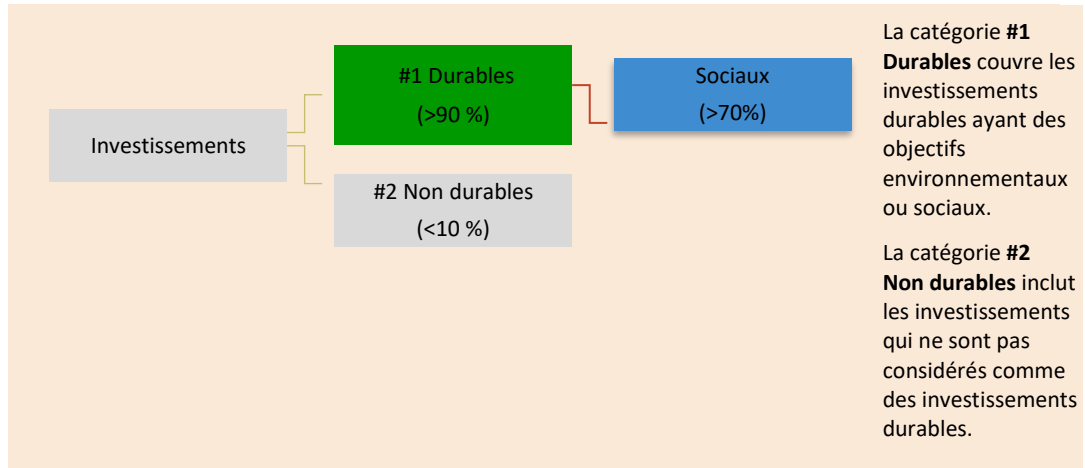 Investissements
#1 Durables
(>90 %)
#2 Non durables
(<10 %)
Sociaux
(>70%)
La catégorie #1
Durables couvre les
investissements
durables ayant des
objectifs
environnementaux
ou sociaux.
La catégorie #2
Non durables inclut
les investissements
qui ne sont pas
considérés comme
des investissements
durables.